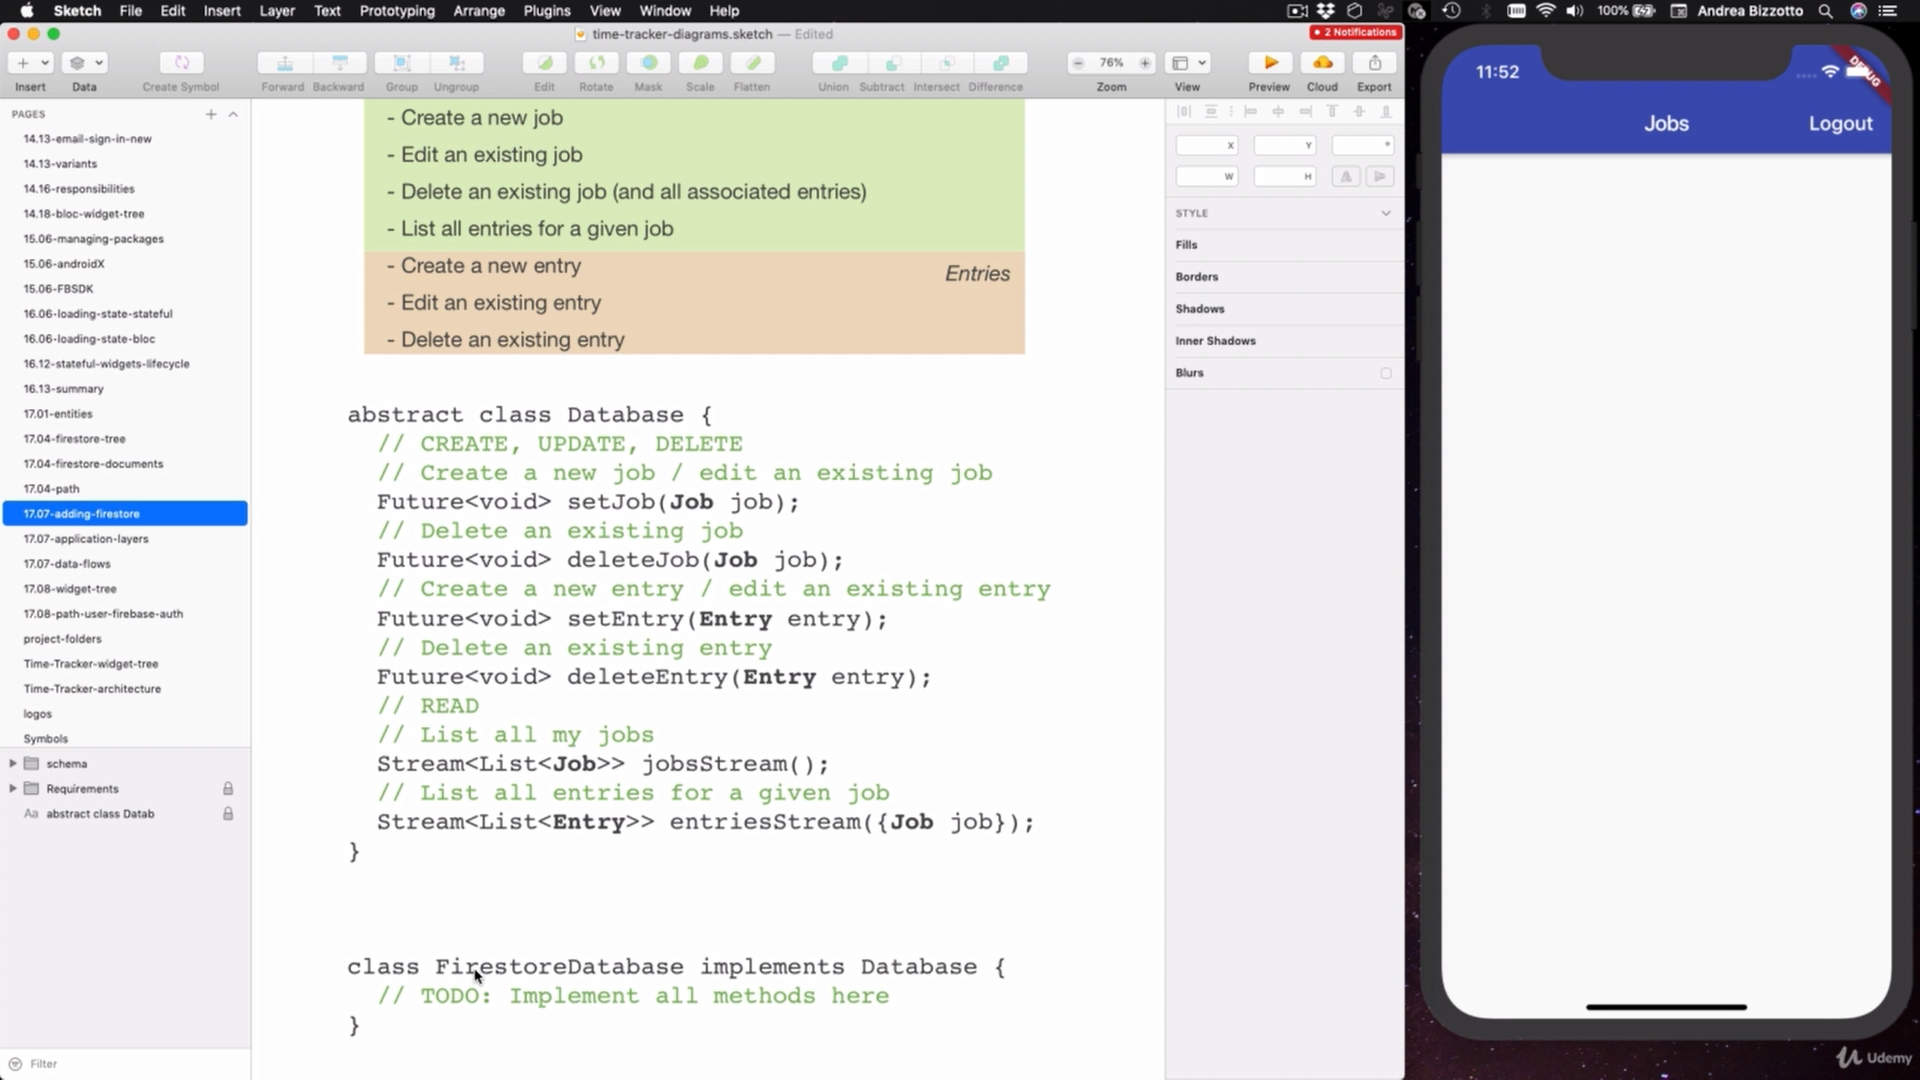 Sketch File Edit Insert Layer Text Prototyping Arrange Plugins View Window Help
100% Andrea Bizzotto
time-tracker-diagrams.sketch — Edited
2 Notifications
76%
Insert Data Create Symbol Forward Backward Group Ungroup Edit Rotate Mask Scale Flatten Union Subtract Intersect Difference Zoom View Preview Cloud Export
PAGES
14.13-email-sign-in-new
14.13-variants
14.16-responsibilities
14.18-bloc-widget-tree
15.06-managing-packages
15.06-androidX
15.06-FBSDK
16.06-loading-state-stateful
16.06-loading-state-bloc
16.12-stateful-widgets-lifecycle
16.13-summary
17.01-entities
17.04-firestore-tree
17.04-firestore-documents
17.04-path
17.07-adding-firestore
17.07-application-layers
17.07-data-flows
17.08-widget-tree
17.08-path-user-firebase-auth
project-folders
Time-Tracker-widget-tree
Time-Tracker-architecture
logos
Symbols
schema
Requirements
Aa abstract class Datab
Filter
- Create a new job
- Edit an existing job
- Delete an existing job (and all associated entries)
- List all entries for a given job
- Create a new entry
Entries
- Edit an existing entry
- Delete an existing entry
abstract class Database {
// CREATE, UPDATE, DELETE
// Create a new job / edit an existing job
Future<void> setJob(Job job);
// Delete an existing job
Future<void> deleteJob(Job job);
// Create a new entry / edit an existing entry
Future<void> setEntry(Entry entry);
// Delete an existing entry
Future<void> deleteEntry(Entry entry);
// READ
// List all my jobs
Stream<List<Job>> jobsStream();
// List all entries for a given job
Stream<List<Entry>> entriesStream({Job job});
}
class FirestoreDatabase implements Database {
// TODO: Implement all methods here
}
X Y °
W H
STYLE
Fills
Borders
Shadows
Inner Shadows
Blurs
11:52
DEBUG
Jobs
Logout
Udemy